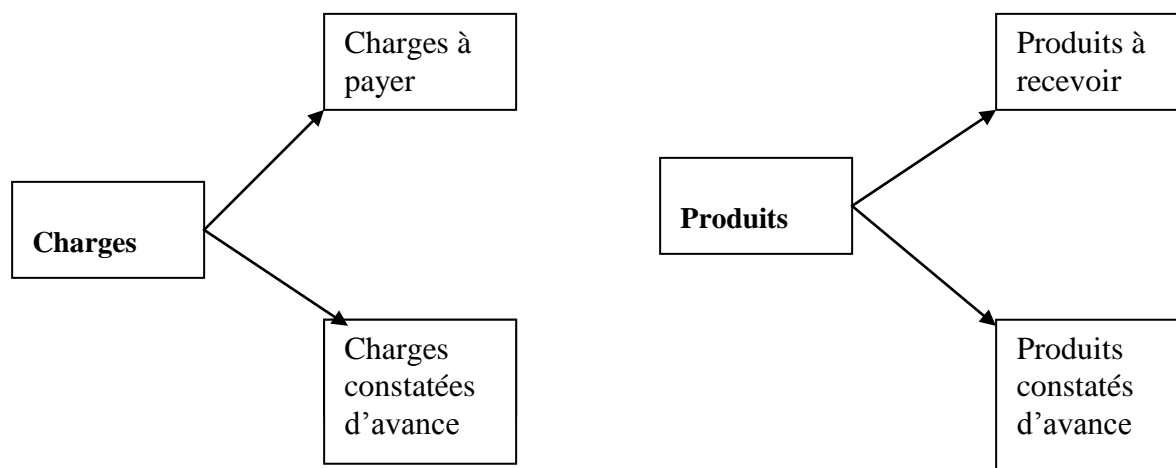 Charges à
payer
Charges
Charges
constatées
d’avance
Produits à
recevoir
Produits
Produits
constatés
d’avance